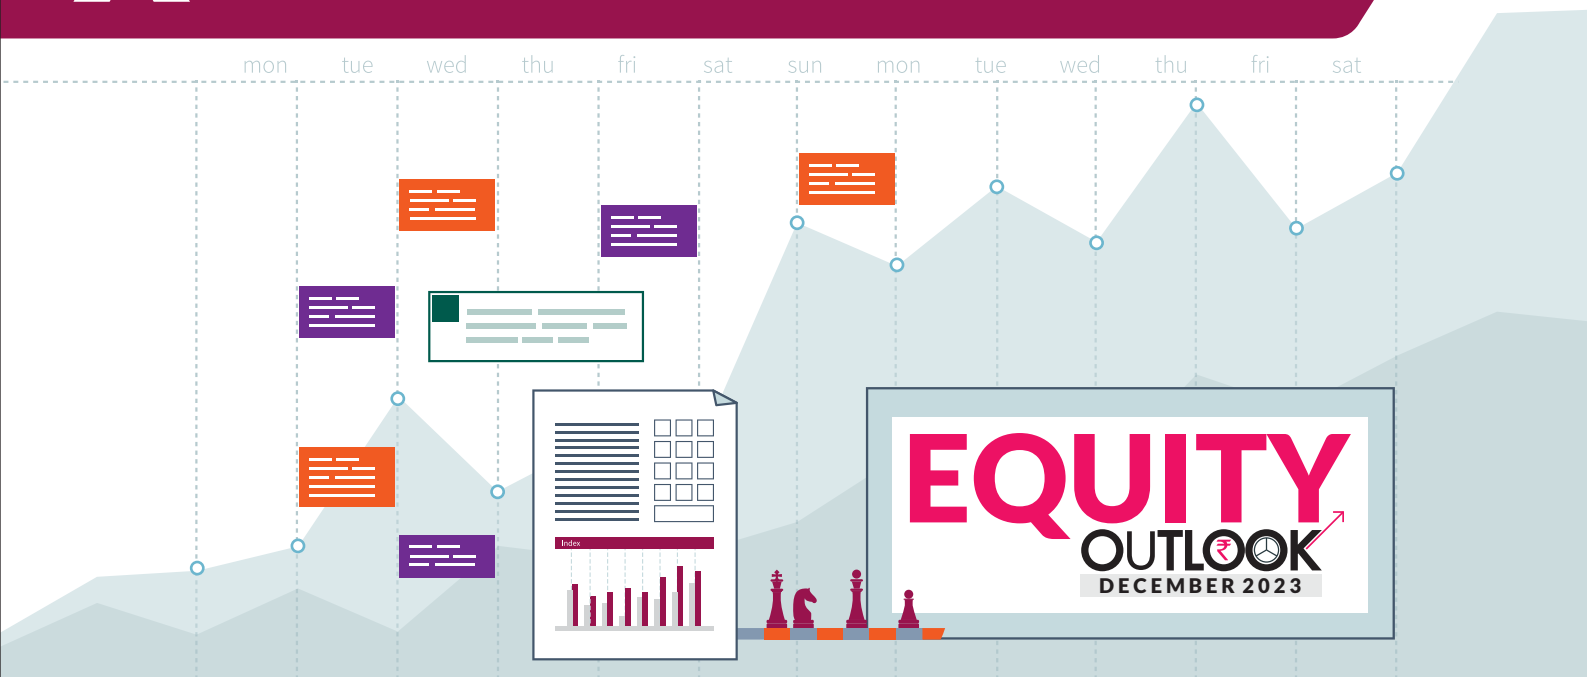 mon tue wed thu fri sat sun mon tue wed thu fri sat
Index
EQUITY
OUTLOOK
₹
DECEMBER 2023